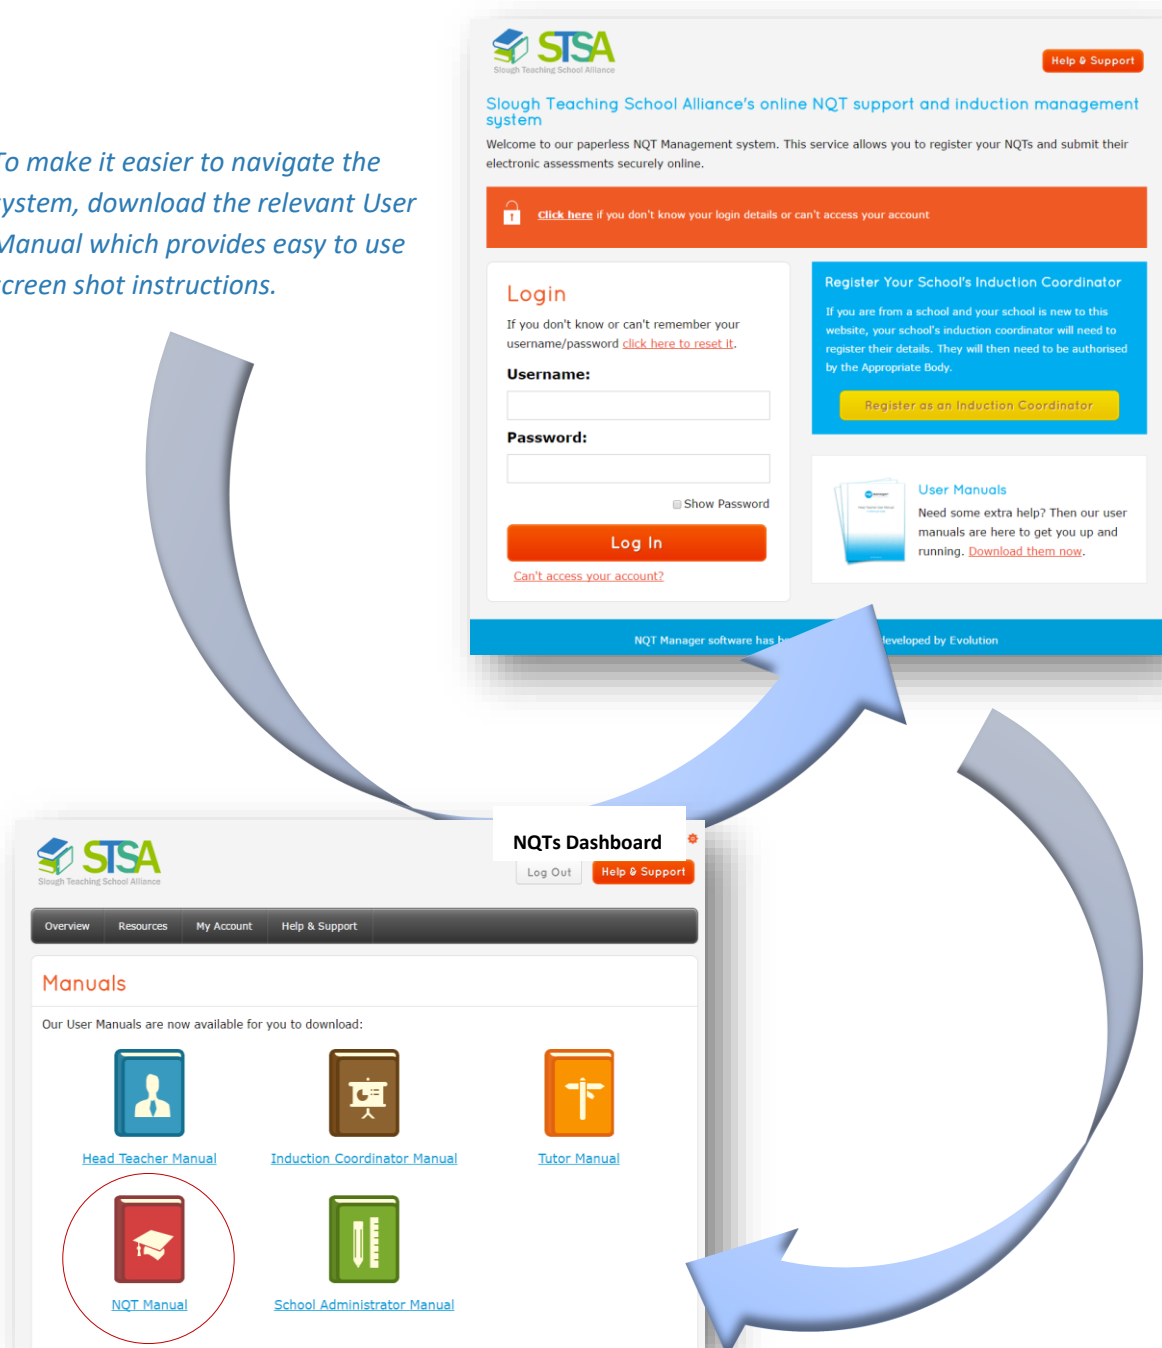 STSA
Slough Teaching School Alliance
Help & Support
Slough Teaching School Alliance's online NQT support and induction management
system
Welcome to our paperless NQT Management system. This service allows you to register your NQTs and submit their
electronic assessments securely online.
To make it easier to navigate the
system, download the relevant User
Manual which provides easy to use
screen shot instructions.
Click here if you don't know your login details or can't access your account
Login
If you don't know or can't remember your
username/password click here to reset it.
Username:
Password:
Show Password
Log In
Can't access your account?
Register Your School's Induction Coordinator
If you are from a school and your school is new to this
website, your school's induction coordinator will need to
register their details. They will then need to be authorised
by the Appropriate Body.
Register as an Induction Coordinator
User Manuals
Need some extra help? Then our user
manuals are here to get you up and
running. Download them now.
NQT Manager software has developed by Evolution
NQTs Dashboard
STSA
Slough Teaching School Alliance
Log Out
Help & Support
Overview Resources My Account Help & Support
Manuals
Our User Manuals are now available for you to download:
Head Teacher Manual
Induction Coordinator Manual
Tutor Manual
NQT Manual
School Administrator Manual